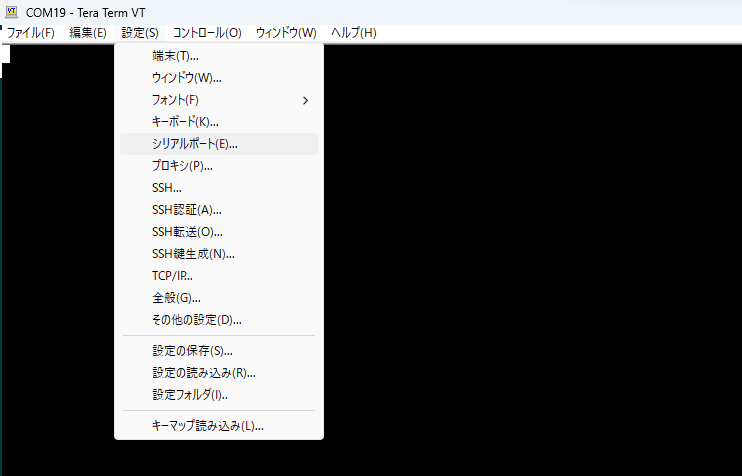 COM19 - Tera Term VT
ファイル(F) 編集(E) 設定(S) コントロール(O) ウィンドウ(W) ヘルプ(H)
端末(T)...
ウィンドウ(W)...
フォント(F)
キーボード(K)...
シリアルポート(E)...
プロキシ(P)...
SSH...
SSH認証(A)...
SSH転送(O)...
SSH鍵生成(N)...
TCP/IP...
全般(G)...
その他の設定(D)...
設定の保存(S)...
設定の読み込み(R)...
設定フォルダ(I)..
キーマップ読み込み(L)...